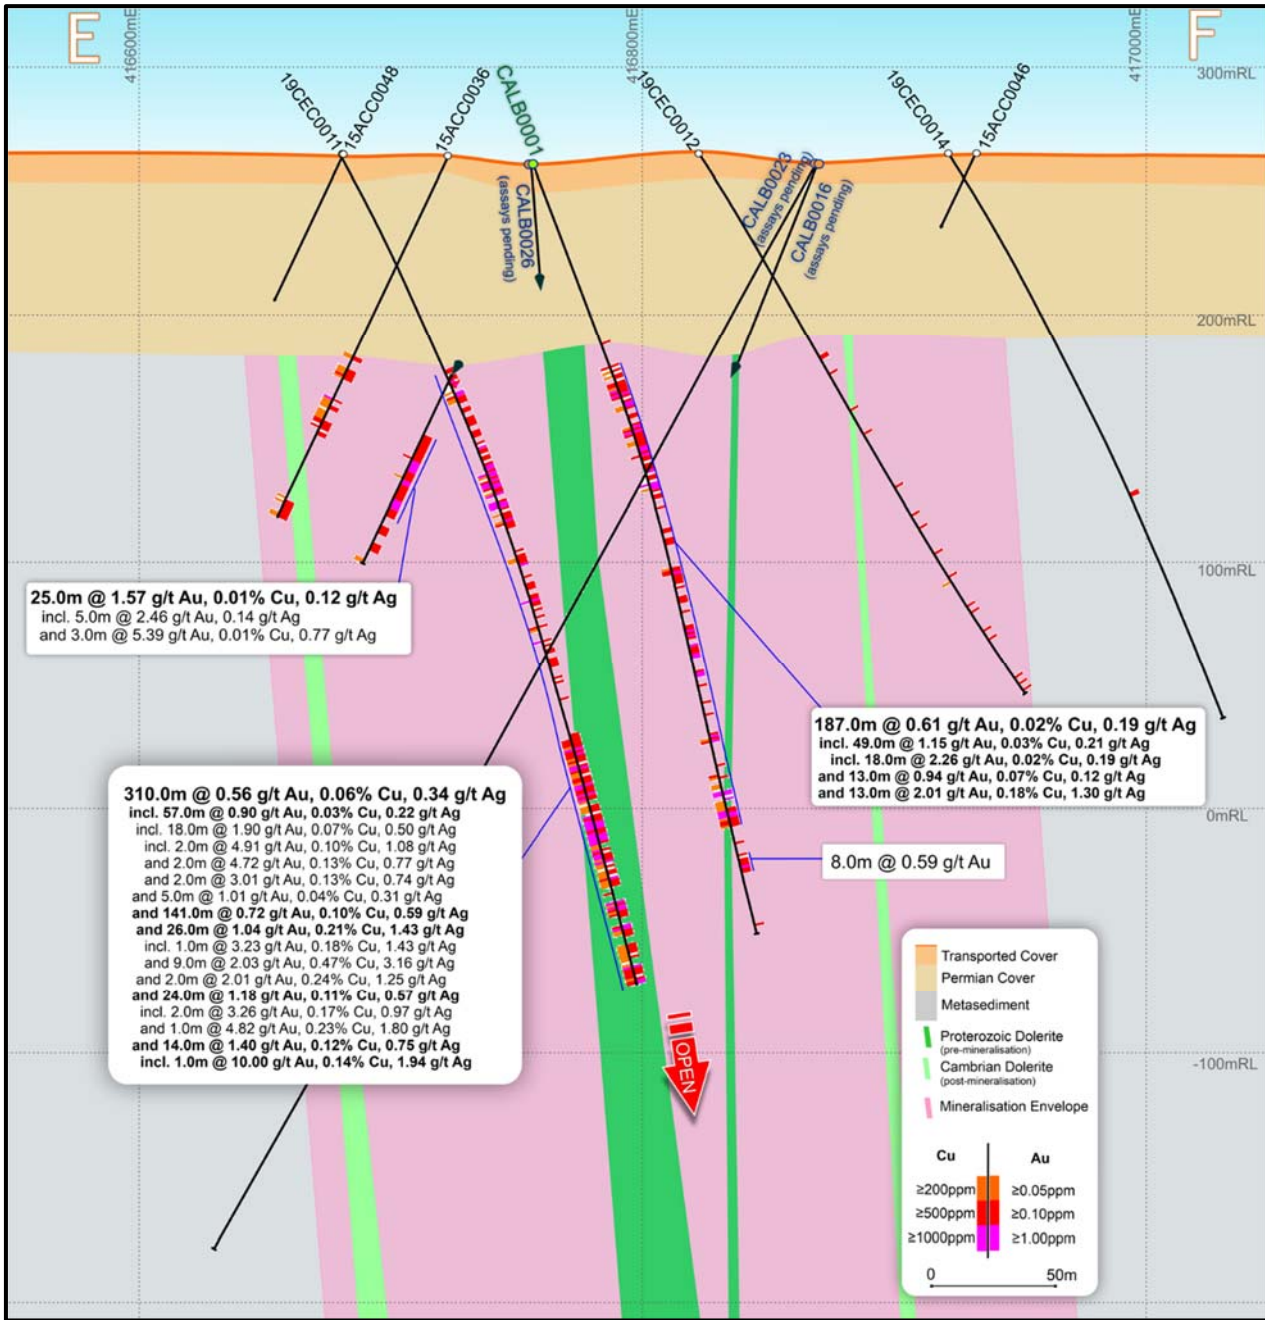 E
F
416600mE
416800mE
417000mE
300mRL
19CEC0011
15ACC0048
15ACC0036
CALB0001
19CEC0012
19CEC0014
15ACC0046
CALB0026
(assays pending)
CALB0023
(assays pending)
CALB0016
(assays pending)
200mRL
100mRL
25.0m @ 1.57 g/t Au, 0.01% Cu, 0.12 g/t Ag
incl. 5.0m @ 2.46 g/t Au, 0.14 g/t Ag
and 3.0m @ 5.39 g/t Au, 0.01% Cu, 0.77 g/t Ag
187.0m @ 0.61 g/t Au, 0.02% Cu, 0.19 g/t Ag
incl. 49.0m @ 1.15 g/t Au, 0.03% Cu, 0.21 g/t Ag
incl. 18.0m @ 2.26 g/t Au, 0.02% Cu, 0.19 g/t Ag
and 13.0m @ 0.94 g/t Au, 0.07% Cu, 0.12 g/t Ag
and 13.0m @ 2.01 g/t Au, 0.18% Cu, 1.30 g/t Ag
0mRL
310.0m @ 0.56 g/t Au, 0.06% Cu, 0.34 g/t Ag
incl. 57.0m @ 0.90 g/t Au, 0.03% Cu, 0.22 g/t Ag
incl. 18.0m @ 1.90 g/t Au, 0.07% Cu, 0.50 g/t Ag
incl. 2.0m @ 4.91 g/t Au, 0.10% Cu, 1.08 g/t Ag
and 2.0m @ 4.72 g/t Au, 0.13% Cu, 0.77 g/t Ag
and 2.0m @ 3.01 g/t Au, 0.13% Cu, 0.74 g/t Ag
and 5.0m @ 1.01 g/t Au, 0.04% Cu, 0.31 g/t Ag
and 141.0m @ 0.72 g/t Au, 0.10% Cu, 0.59 g/t Ag
and 26.0m @ 1.04 g/t Au, 0.21% Cu, 1.43 g/t Ag
incl. 1.0m @ 3.23 g/t Au, 0.18% Cu, 1.43 g/t Ag
and 9.0m @ 2.03 g/t Au, 0.47% Cu, 3.16 g/t Ag
and 2.0m @ 2.01 g/t Au, 0.24% Cu, 1.25 g/t Ag
and 24.0m @ 1.18 g/t Au, 0.11% Cu, 0.57 g/t Ag
incl. 2.0m @ 3.26 g/t Au, 0.17% Cu, 0.97 g/t Ag
and 1.0m @ 4.82 g/t Au, 0.23% Cu, 1.80 g/t Ag
and 14.0m @ 1.40 g/t Au, 0.12% Cu, 0.75 g/t Ag
incl. 1.0m @ 10.00 g/t Au, 0.14% Cu, 1.94 g/t Ag
8.0m @ 0.59 g/t Au
OPEN
-100mRL
Transported Cover
Permian Cover
Metasediment
Proterozoic Dolerite
(pre-mineralisation)
Cambrian Dolerite
(post-mineralisation)
Mineralisation Envelope
Cu Au
≥200ppm ≥0.05ppm
≥500ppm ≥0.10ppm
≥1000ppm ≥1.00ppm
0 50m